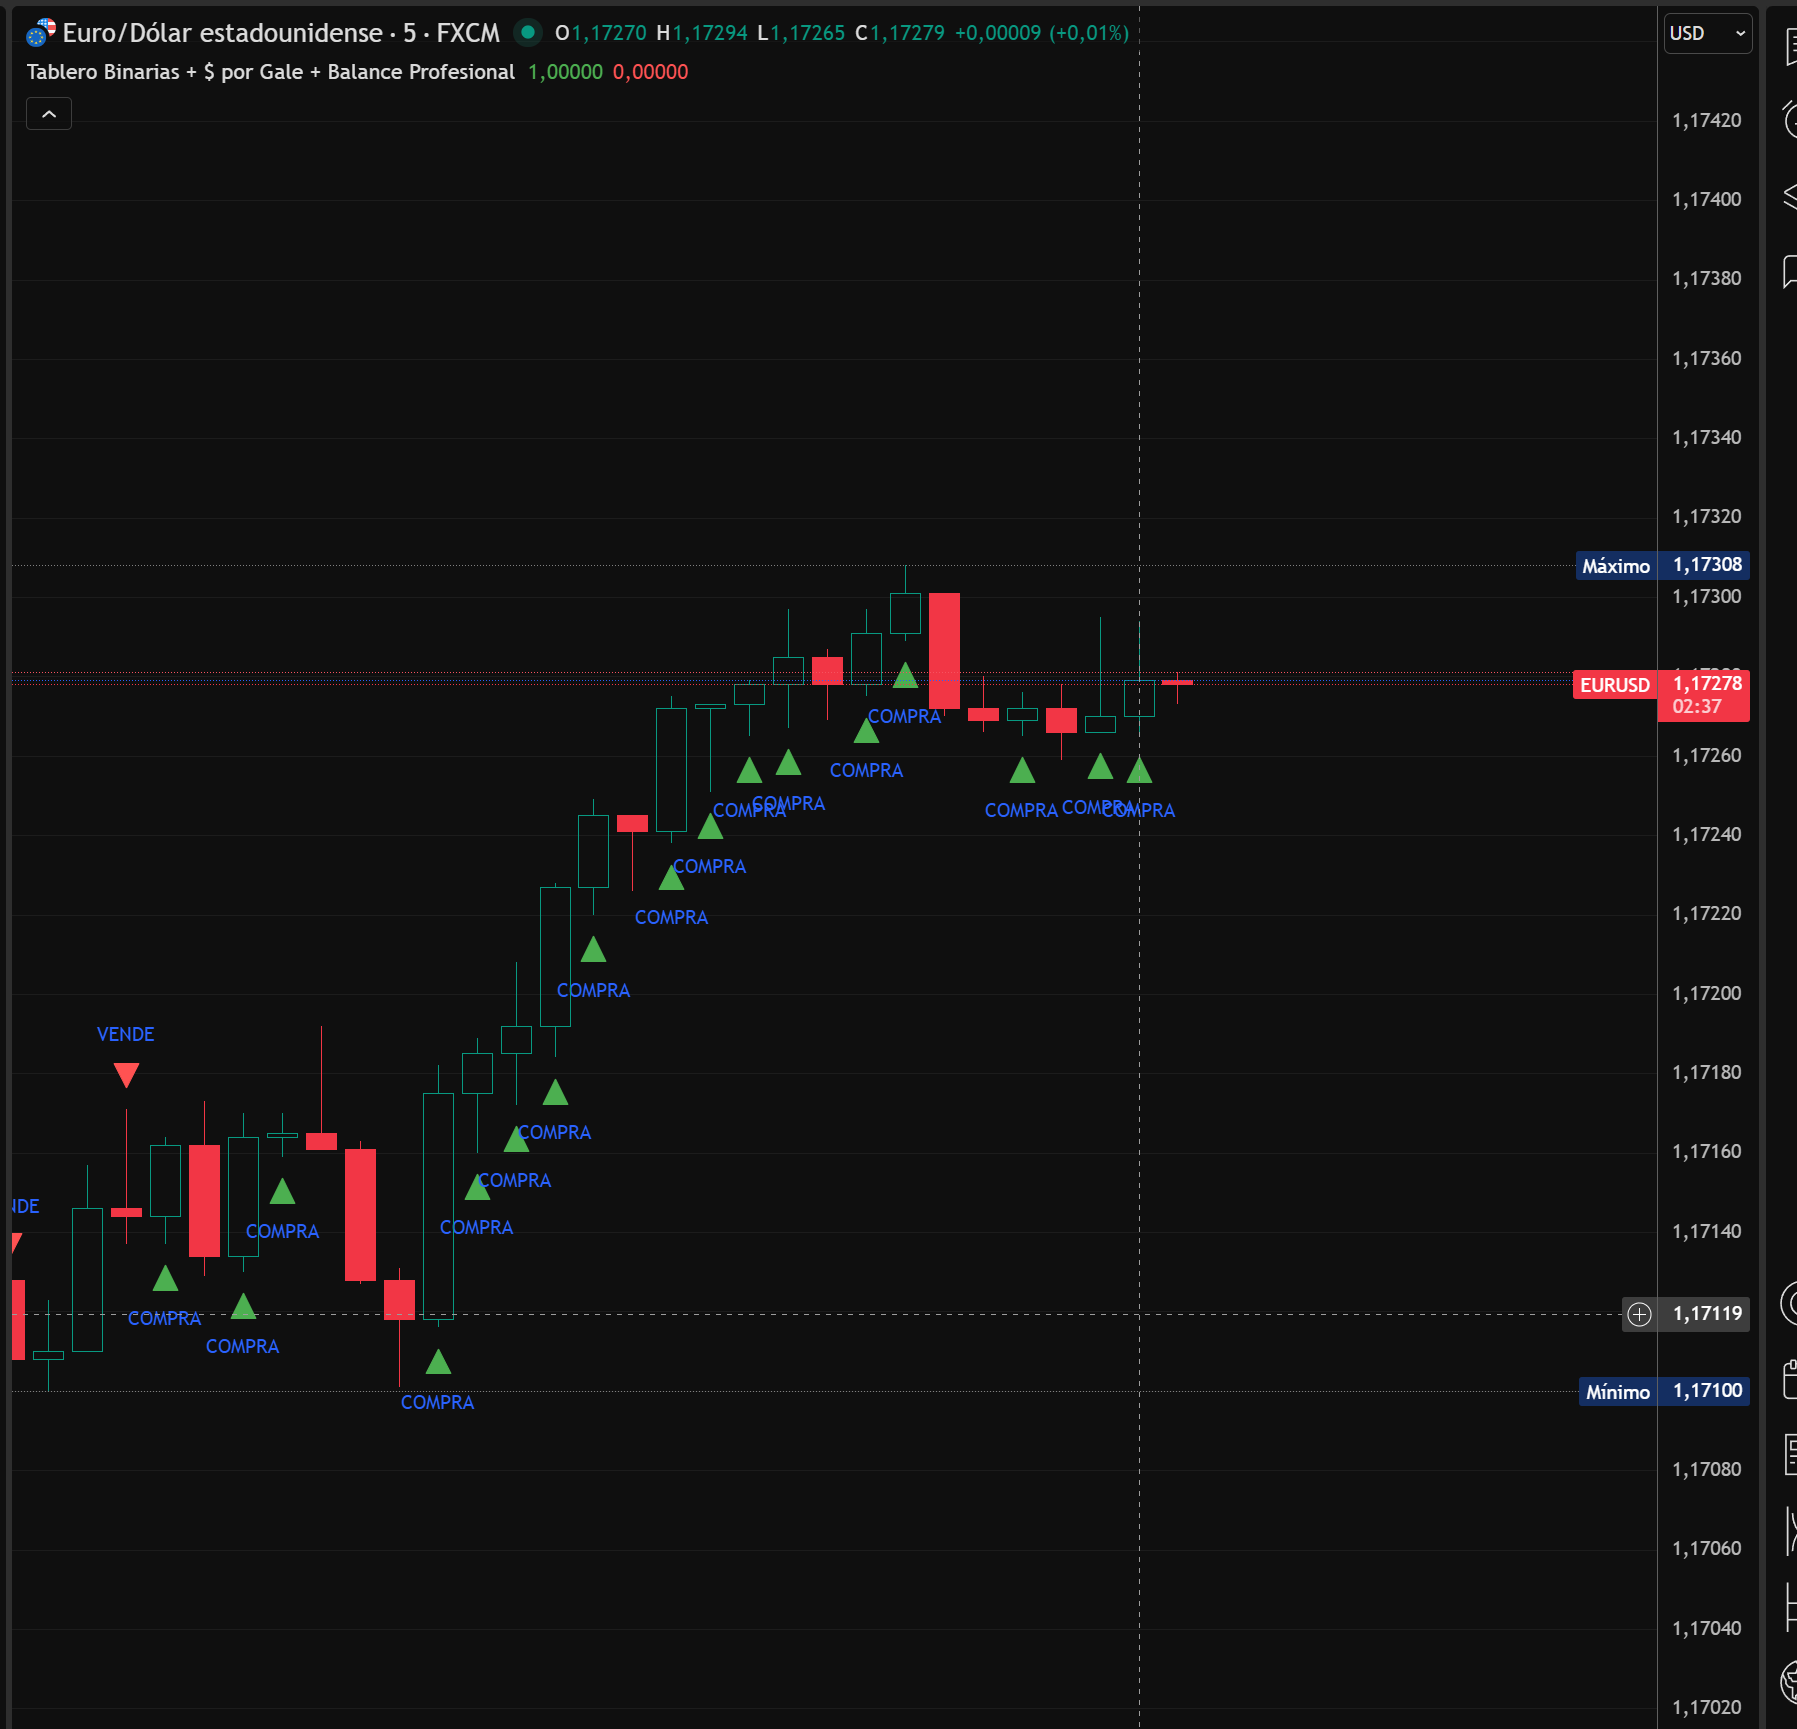 Euro/Dólar estadounidense · 5 · FXCM O1,17270 H1,17294 L1,17265 C1,17279 +0,00009 (+0,01%)
USD
Tablero Binarias + $ por Gale + Balance Profesional 1,00000 0,00000
1,17420
1,17400
1,17380
1,17360
1,17340
1,17320
Máximo 1,17308
1,17300
EURUSD 1,17278
02:37
COMPRA
1,17260
COMPRA
COMPRA
COMPRA
COMPRA
COMPRA
COMPRA
COMPRA
1,17240
COMPRA
1,17220
COMPRA
1,17200
COMPRA
VENDE
1,17180
COMPRA
1,17160
COMPRA
NDE
COMPRA
COMPRA
1,17140
COMPRA
1,17119
COMPRA
Mínimo 1,17100
COMPRA
1,17080
1,17060
1,17040
1,17020